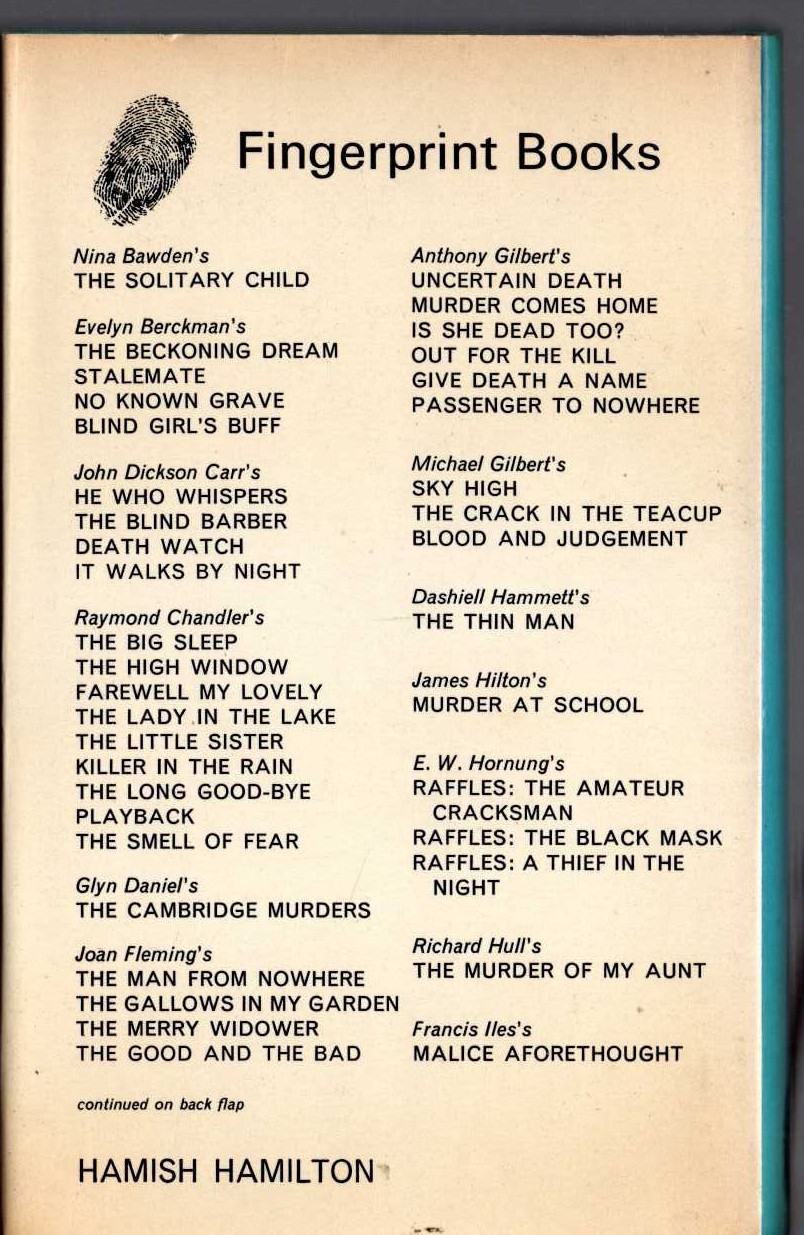 Fingerprint Books
Nina Bawden's
THE SOLITARY CHILD
Evelyn Berckman's
THE BECKONING DREAM
STALEMATE
NO KNOWN GRAVE
BLIND GIRL'S BUFF
John Dickson Carr's
HE WHO WHISPERS
THE BLIND BARBER
DEATH WATCH
IT WALKS BY NIGHT
Raymond Chandler's
THE BIG SLEEP
THE HIGH WINDOW
FAREWELL MY LOVELY
THE LADY IN THE LAKE
THE LITTLE SISTER
KILLER IN THE RAIN
THE LONG GOOD-BYE
PLAYBACK
THE SMELL OF FEAR
Glyn Daniel's
THE CAMBRIDGE MURDERS
Joan Fleming's
THE MAN FROM NOWHERE
THE GALLOWS IN MY GARDEN
THE MERRY WIDOWER
THE GOOD AND THE BAD
Anthony Gilbert's
UNCERTAIN DEATH
MURDER COMES HOME
IS SHE DEAD TOO?
OUT FOR THE KILL
GIVE DEATH A NAME
PASSENGER TO NOWHERE
Michael Gilbert's
SKY HIGH
THE CRACK IN THE TEACUP
BLOOD AND JUDGEMENT
Dashiell Hammett's
THE THIN MAN
James Hilton's
MURDER AT SCHOOL
E. W. Hornung's
RAFFLES: THE AMATEUR
CRACKSMAN
RAFFLES: THE BLACK MASK
RAFFLES: A THIEF IN THE
NIGHT
Richard Hull's
THE MURDER OF MY AUNT
Francis Iles's
MALICE AFORETHOUGHT
continued on back flap
HAMISH HAMILTON